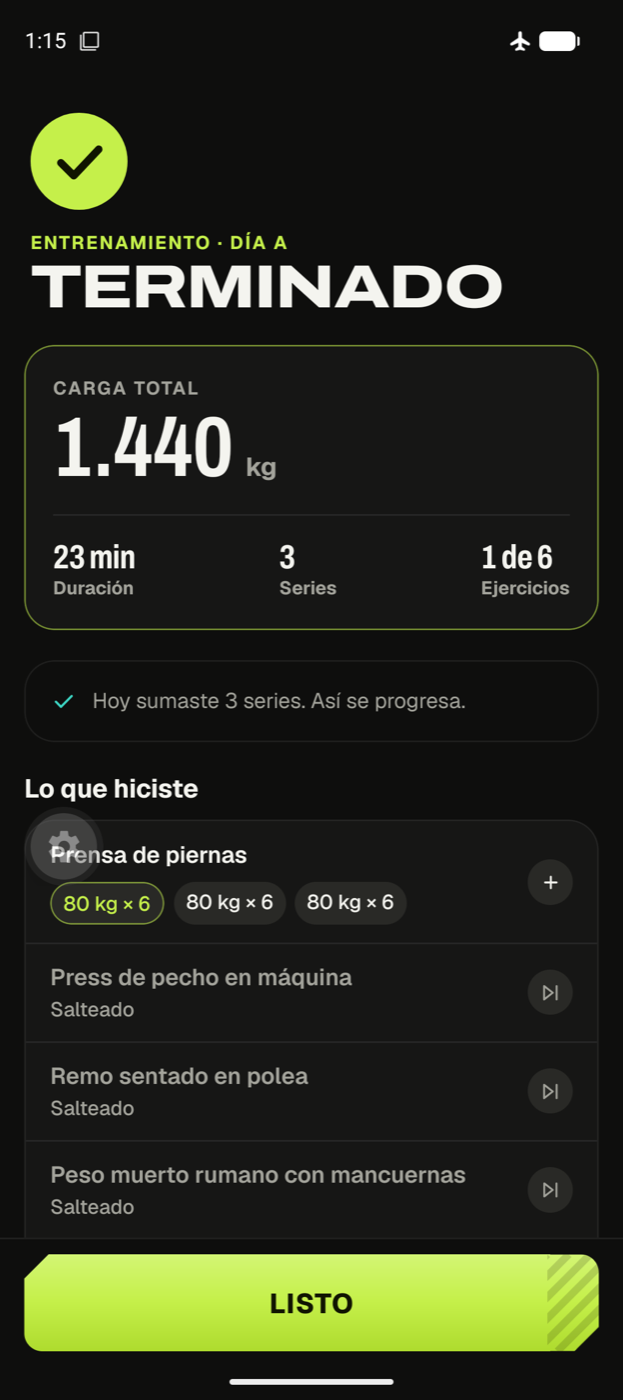 1:15
ENTRENAMIENTO · DÍA A
TERMINADO
CARGA TOTAL
1.440 kg
23 min 3 1 de 6
Duración Series Ejercicios
Hoy sumaste 3 series. Así se progresa.
Lo que hiciste
Prensa de piernas
80 kg × 6 80 kg × 6 80 kg × 6
Press de pecho en máquina
Salteado
Remo sentado en polea
Salteado
Peso muerto rumano con mancuernas
Salteado
LISTO